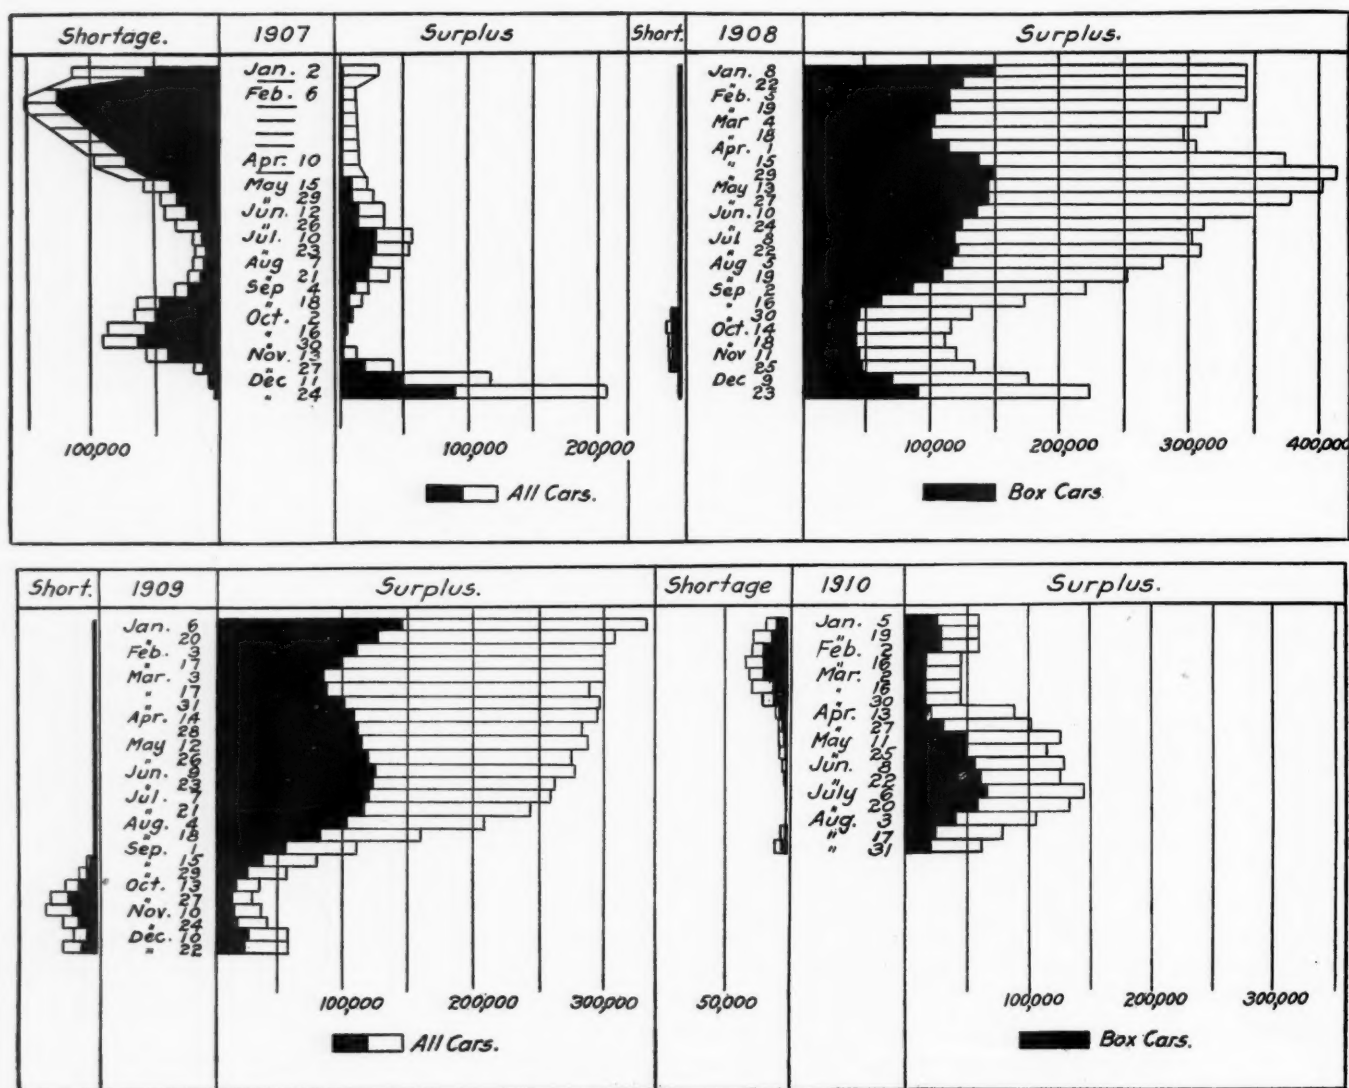 Shortage. 1907 Surplus Short. 1908 Surplus.
Jan. 2
Feb. 6
Apr. 10
May 15
" 29
Jun. 12
" 26
Jul. 10
" 23
Aug 7
" 21
Sep 4
" 18
Oct. 2
" 16
" 30
Nov. 13
" 27
Dec 11
" 24
Jan. 8
" 22
Feb. 5
" 19
Mar 4
" 18
Apr. 1
" 15
" 29
May 13
" 27
Jun. 10
" 24
Jul 8
" 22
Aug 5
" 19
Sep 2
" 16
" 30
Oct. 14
" 18
Nov 11
" 25
Dec 9
23
100,000 100,000 200,000 100,000 200,000 300,000 400,000
All Cars. Box Cars
Short. 1909 Surplus. Shortage 1910 Surplus.
Jan. 6
" 20
Feb. 3
" 17
Mar. 3
" 17
" 31
Apr. 14
" 28
May 12
" 26
Jun. 9
" 23
Jul. 7
" 21
Aug. 4
" 18
Sep. 1
" 15
" 29
Oct. 13
" 27
Nov. 10
" 24
Dec. 10
" 22
Jan. 5
" 19
Feb. 2
" 16
Mar. 2
" 16
" 30
Apr. 13
" 27
May 11
" 25
Jun. 8
" 22
July 6
" 20
Aug. 3
" 17
" 31
100,000 200,000 300,000 50,000 100,000 200,000 300,000
All Cars. Box Cars.